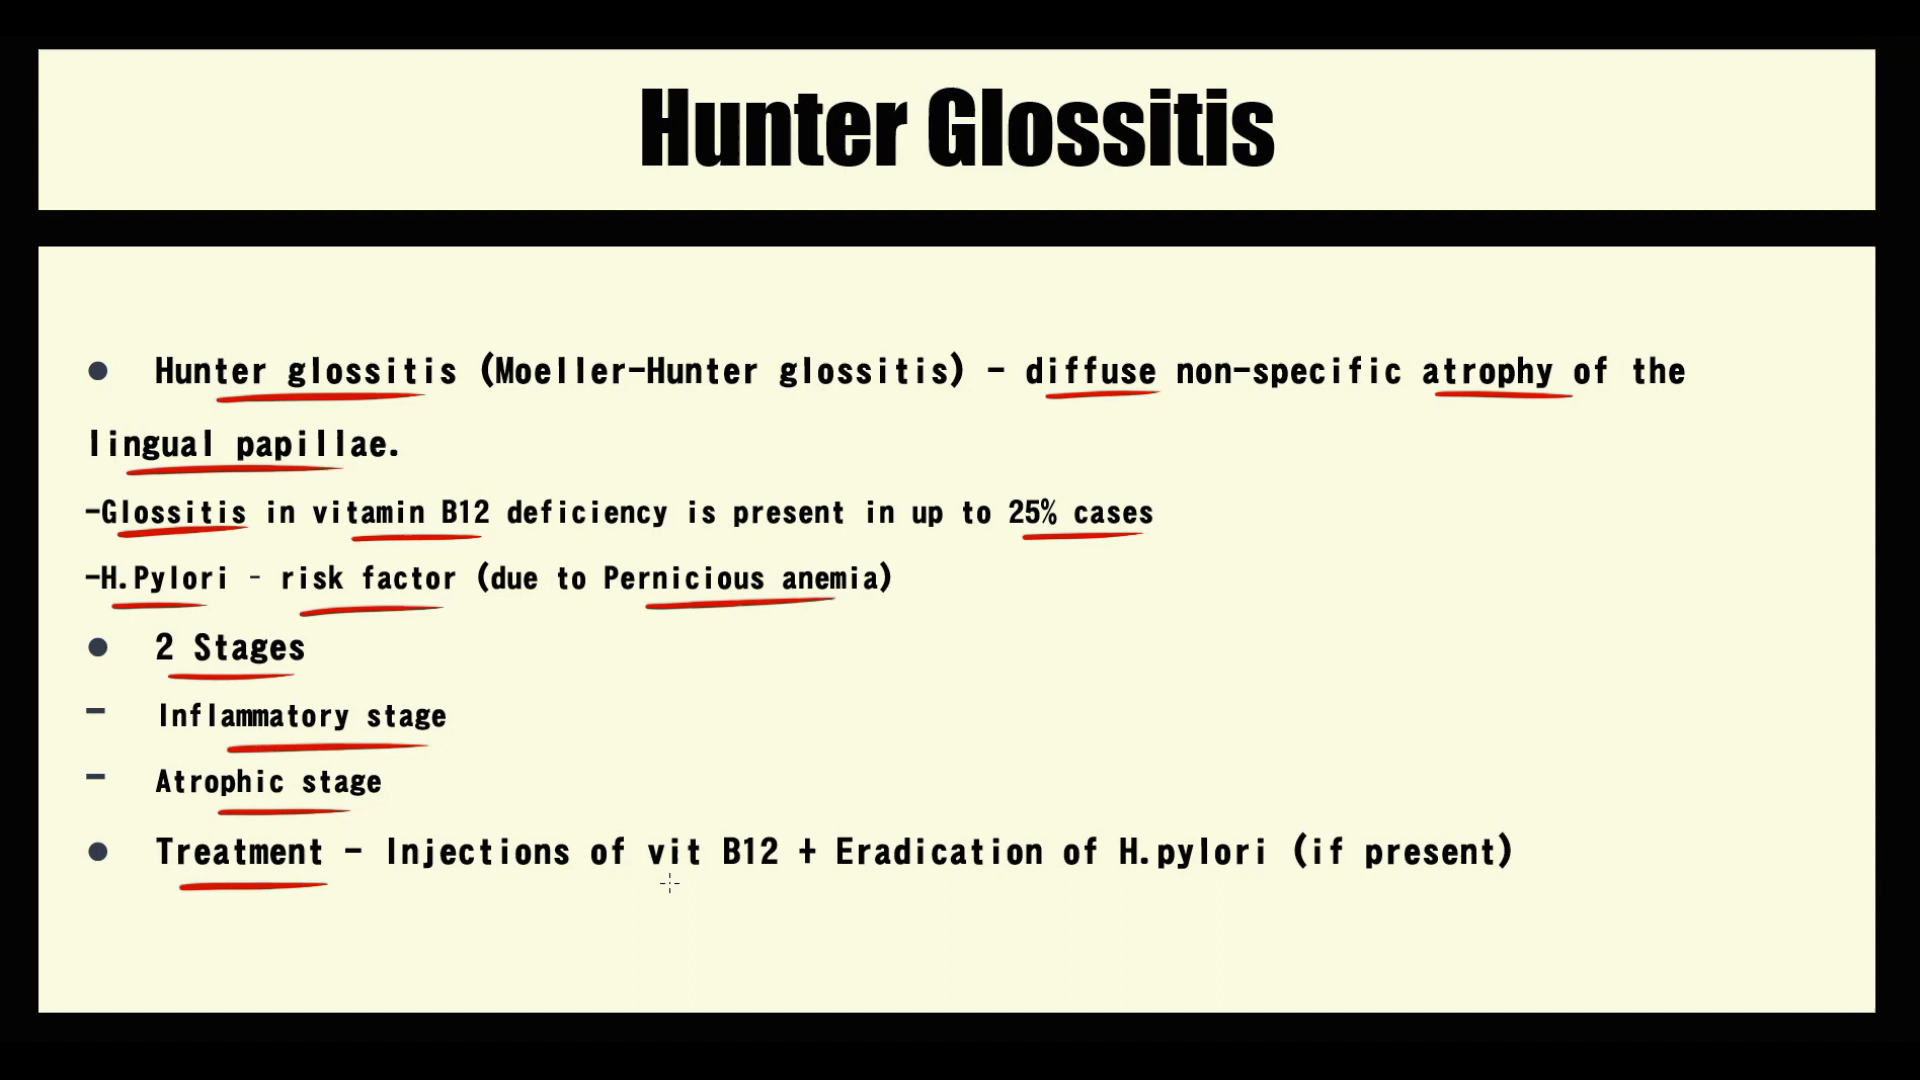 Hunter Glossitis
● Hunter glossitis (Moeller-Hunter glossitis) - diffuse non-specific atrophy of the
lingual papillae.
-Glossitis in vitamin B12 deficiency is present in up to 25% cases
-H.Pylori - risk factor (due to Pernicious anemia)
● 2 Stages
- Inflammatory stage
- Atrophic stage
● Treatment - Injections of vit B12 + Eradication of H.pylori (if present)